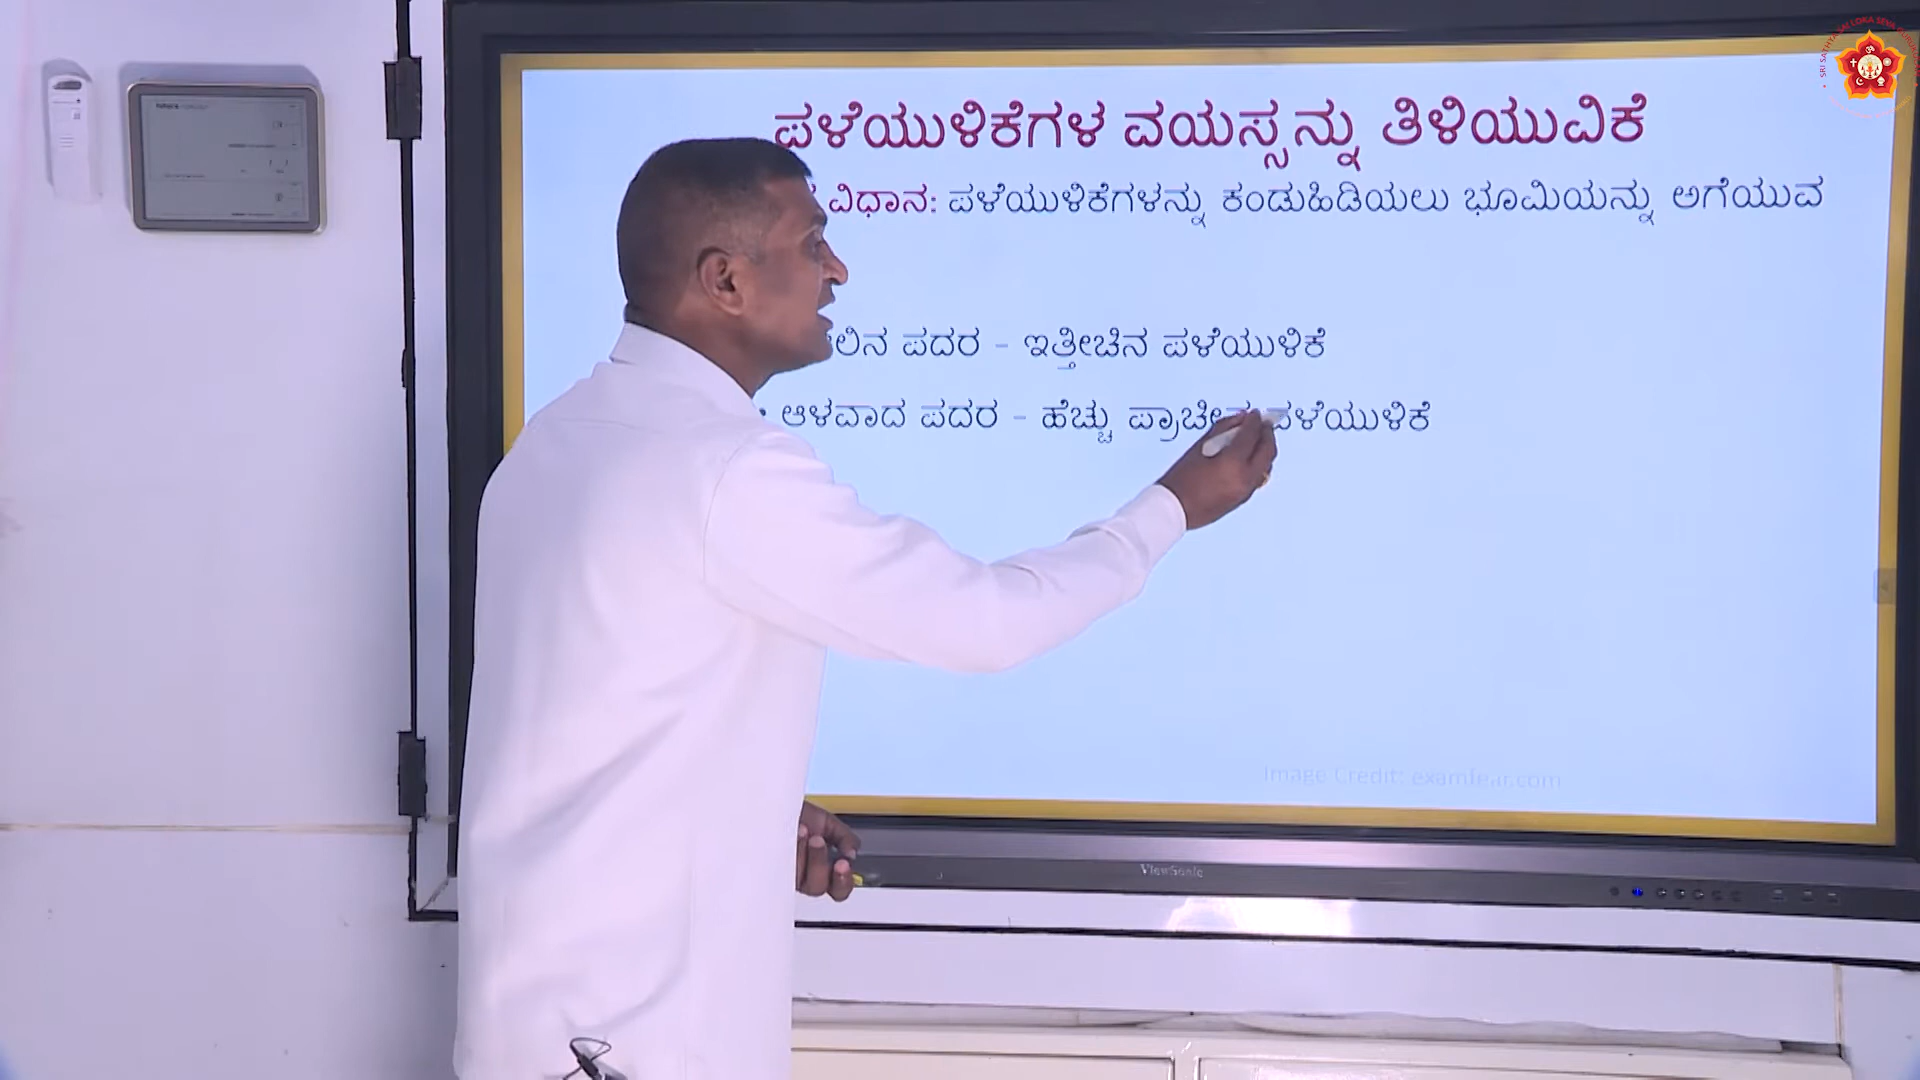 ಪಳೆಯುಳಿಕೆಗಳ ವಯಸ್ಸನ್ನು ತಿಳಿಯುವಿಕೆ
ವಿಧಾನ: ಪಳೆಯುಳಿಕೆಗಳನ್ನು ಕಂಡುಹಿಡಿಯಲು ಭೂಮಿಯನ್ನು ಅಗೆಯುವ
ಪದರ - ಇತ್ತೀಚಿನ ಪಳೆಯುಳಿಕೆ
ಆಳವಾದ ಪದರ - ಹೆಚ್ಚು ಪಳೆಯುಳಿಕೆ
Image Credit: examfear.com
ViewSonic